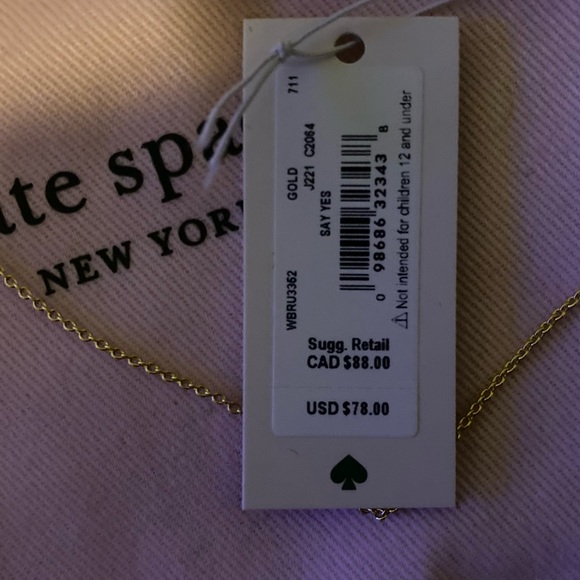 ate spa
NEW YORK
711
GOLD
J221 C2064
SAY YES
WBRU3362
0 98686 32343 8
⚠ Not intended for children 12 and under
Sugg. Retail
CAD $88.00
USD $78.00